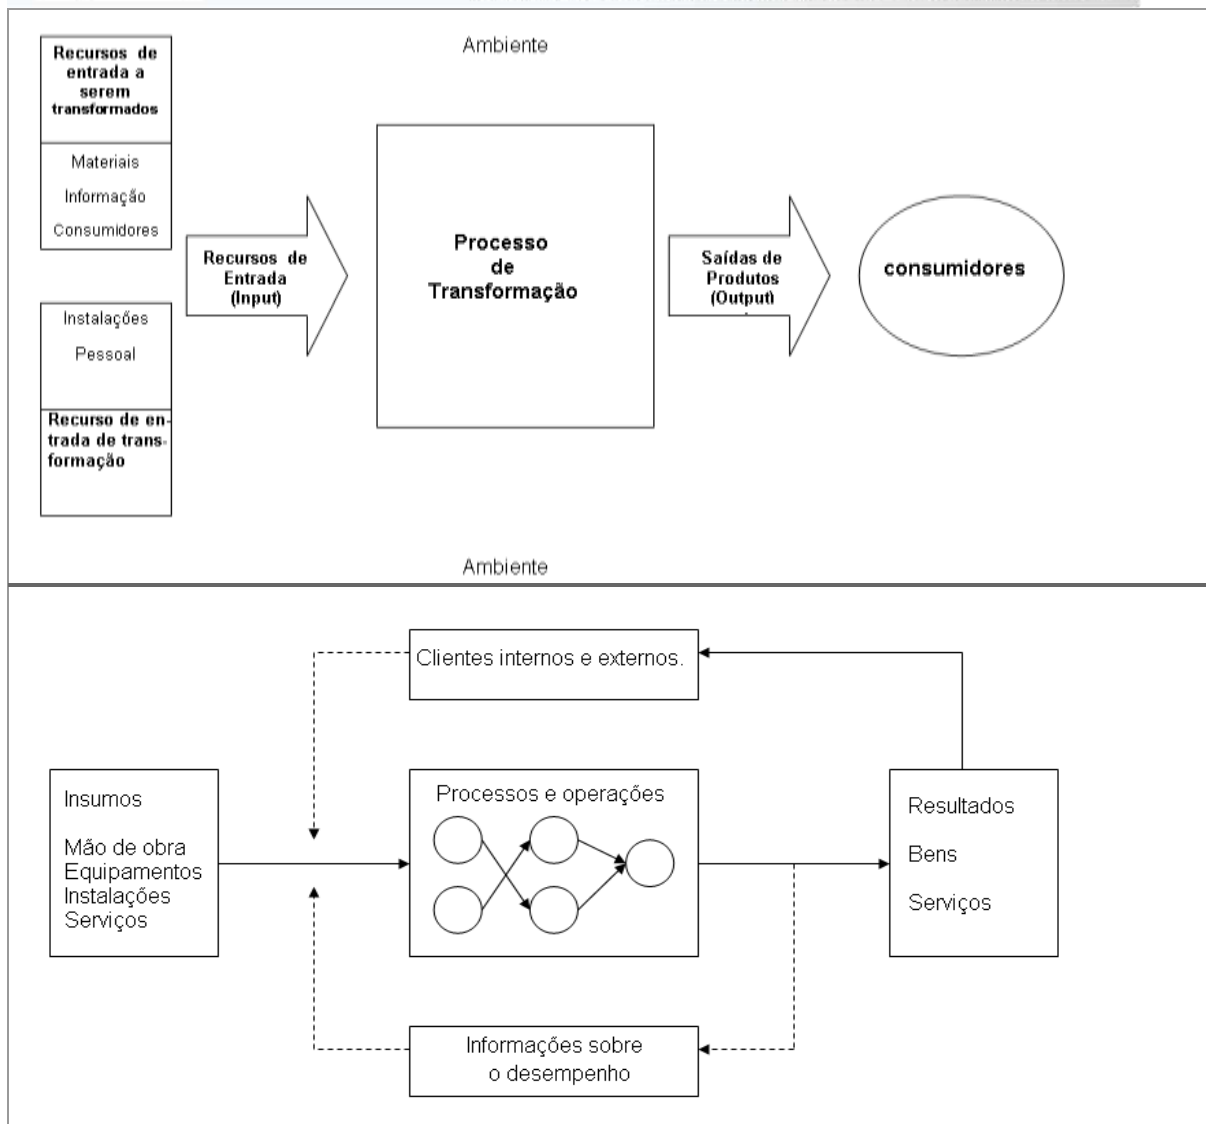 Ambiente
Recursos de
entrada a
serem
transformados
Materiais
Informação
Consumidores
Instalações
Pessoal
Recurso de en-
trada de trans-
formação
Recursos de
Entrada
(Input)
Processo
de
Transformação
Saídas de
Produtos
(Output)
consumidores
Ambiente
Clientes internos e externos.
Insumos
Mão de obra
Equipamentos
Instalações
Serviços
Processos e operações
Resultados
Bens
Serviços
Informações sobre
o desempenho